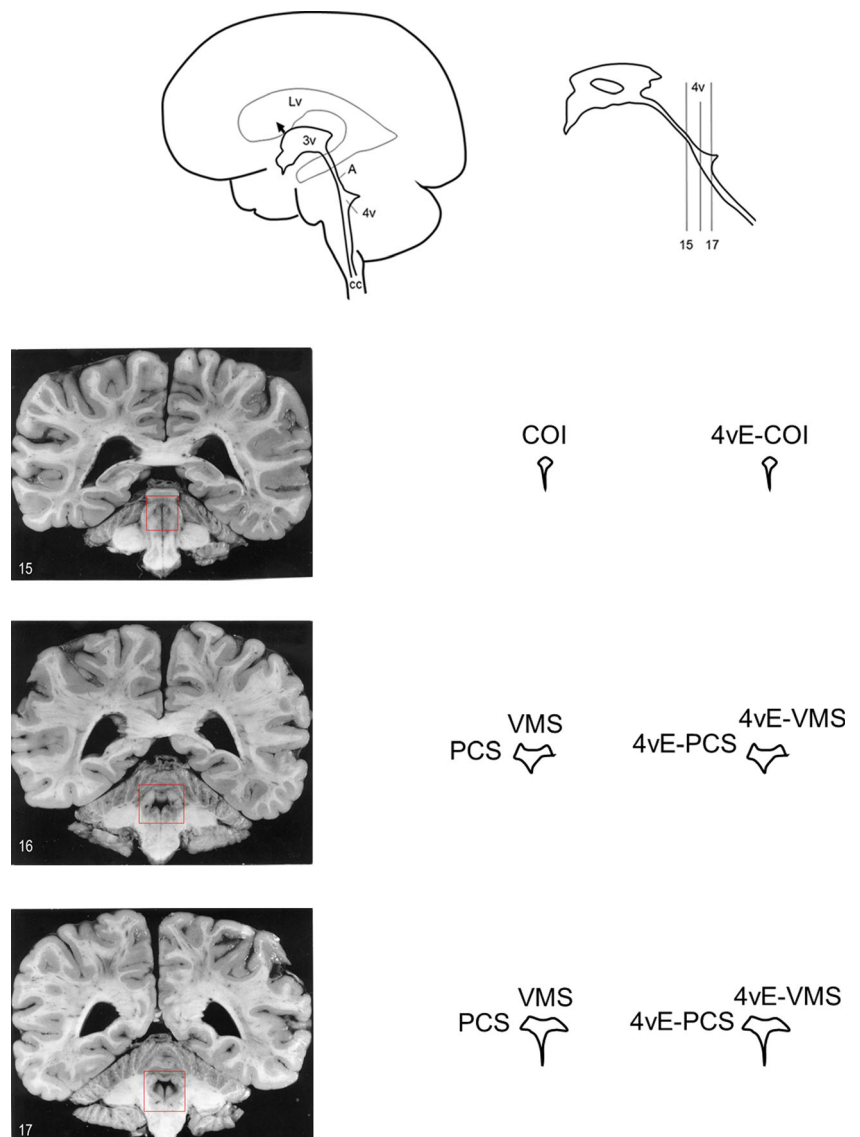 Lv
3v
A
4v
cc
4v
15 17
COI 4vE-COI
15
VMS 4vE-VMS
PCS 4vE-PCS
16
VMS 4vE-VMS
PCS 4vE-PCS
17